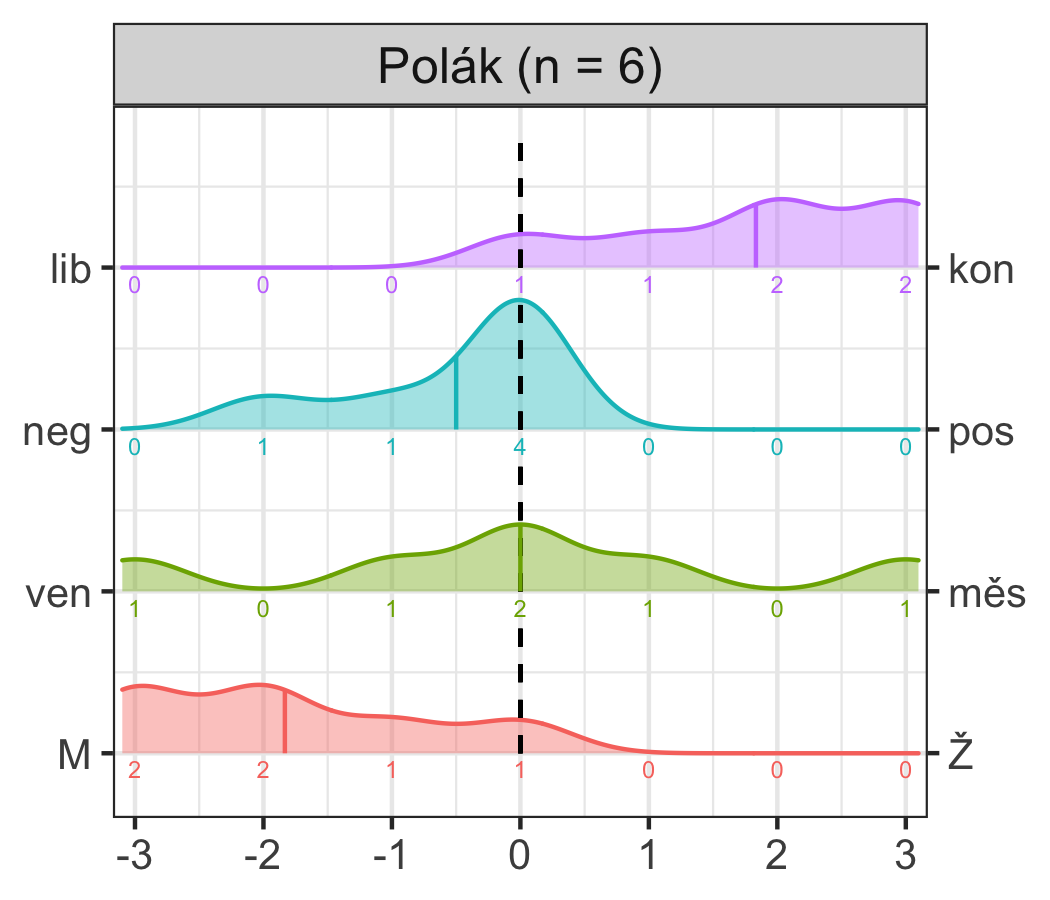 Polák (n = 6)
lib kon
0 0 0 1 1 2 2
neg pos
0 1 1 4 0 0 0
ven měs
1 0 1 2 1 0 1
M Ž
2 2 1 1 0 0 0
-3 -2 -1 0 1 2 3